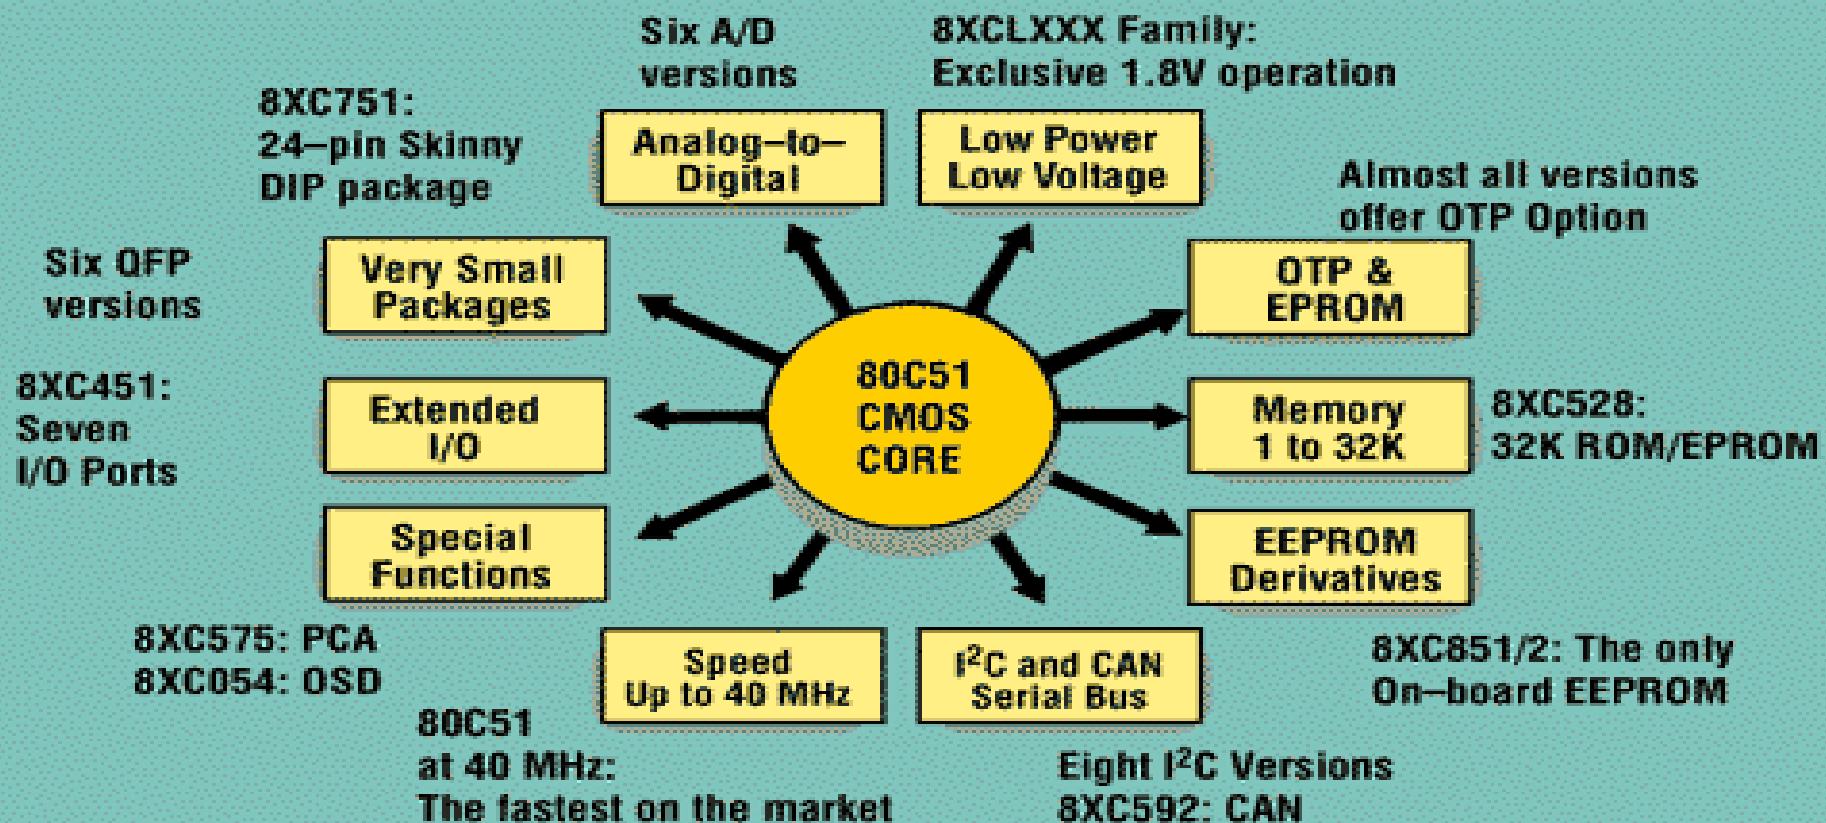 Six A/D
versions
8XCLXXX Family:
Exclusive 1.8V operation
8XC751:
24–pin Skinny
DIP package
Analog–to–
Digital
Low Power
Low Voltage
Almost all versions
offer OTP Option
Six QFP
versions
Very Small
Packages
OTP &
EPROM
8XC451:
Seven
I/O Ports
Extended
I/O
80C51
CMOS
CORE
Memory
1 to 32K
8XC528:
32K ROM/EPROM
Special
Functions
EEPROM
Derivatives
8XC575: PCA
8XC054: OSD
Speed
Up to 40 MHz
I²C and CAN
Serial Bus
8XC851/2: The only
On–board EEPROM
80C51
at 40 MHz:
The fastest on the market
Eight I²C Versions
8XC592: CAN